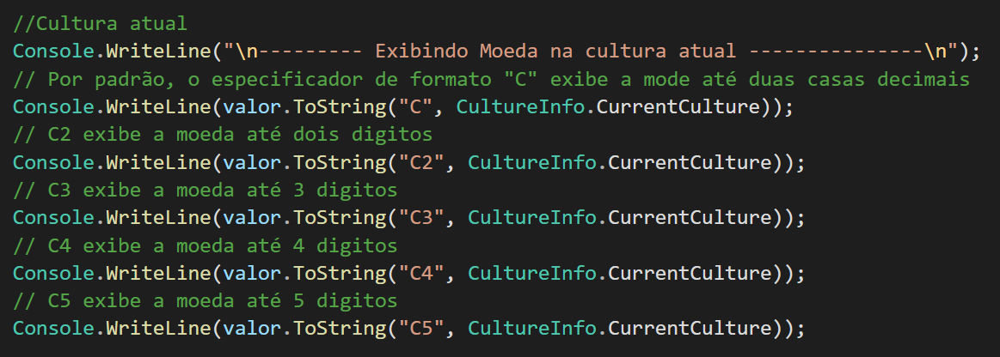 //Cultura atual
Console.WriteLine("\n--------- Exibindo Moeda na cultura atual ---------------\n");
// Por padrão, o especificador de formato "C" exibe a mode até duas casas decimais
Console.WriteLine(valor.ToString("C", CultureInfo.CurrentCulture));
// C2 exibe a moeda até dois digitos
Console.WriteLine(valor.ToString("C2", CultureInfo.CurrentCulture));
// C3 exibe a moeda até 3 digitos
Console.WriteLine(valor.ToString("C3", CultureInfo.CurrentCulture));
// C4 exibe a moeda até 4 digitos
Console.WriteLine(valor.ToString("C4", CultureInfo.CurrentCulture));
// C5 exibe a moeda até 5 digitos
Console.WriteLine(valor.ToString("C5", CultureInfo.CurrentCulture));